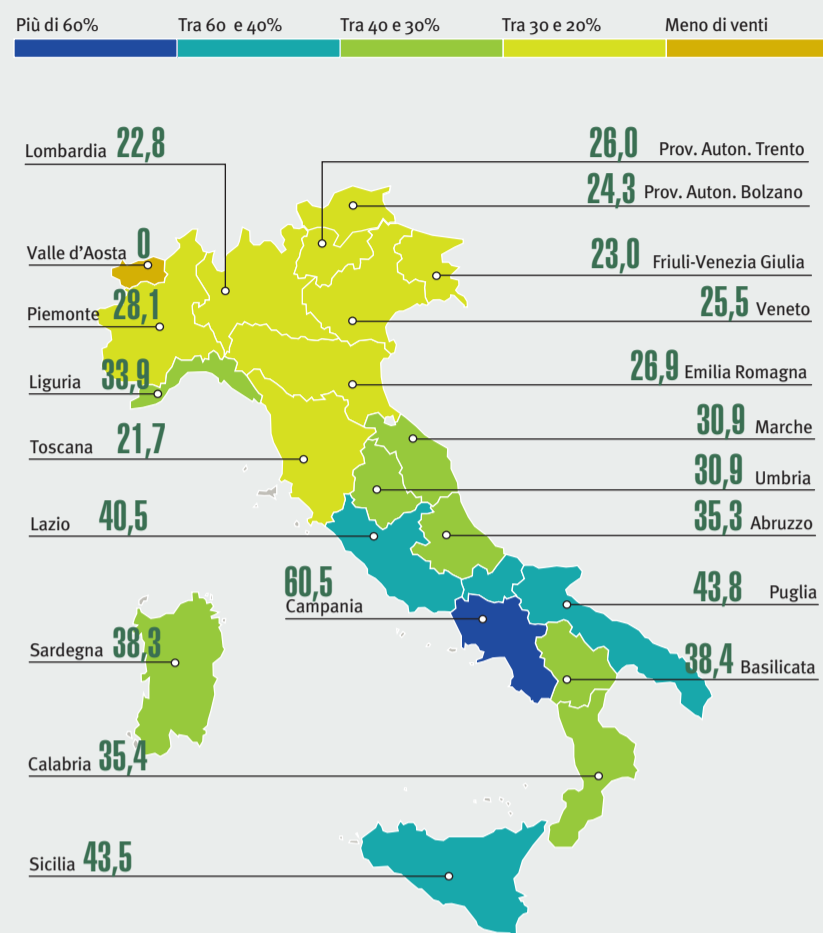 Più di 60%
Tra 60 e 40%
Tra 40 e 30%
Tra 30 e 20%
Meno di venti
Lombardia 22,8
26,0 Prov. Auton. Trento
24,3 Prov. Auton. Bolzano
Valle d'Aosta 0
23,0 Friuli-Venezia Giulia
Piemonte 28,1
25,5 Veneto
Liguria 33,9
26,9 Emilia Romagna
Toscana 21,7
30,9 Marche
30,9 Umbria
Lazio 40,5
35,3 Abruzzo
60,5
Campania
43,8 Puglia
Sardegna 38,3
38,4 Basilicata
Calabria 35,4
Sicilia 43,5